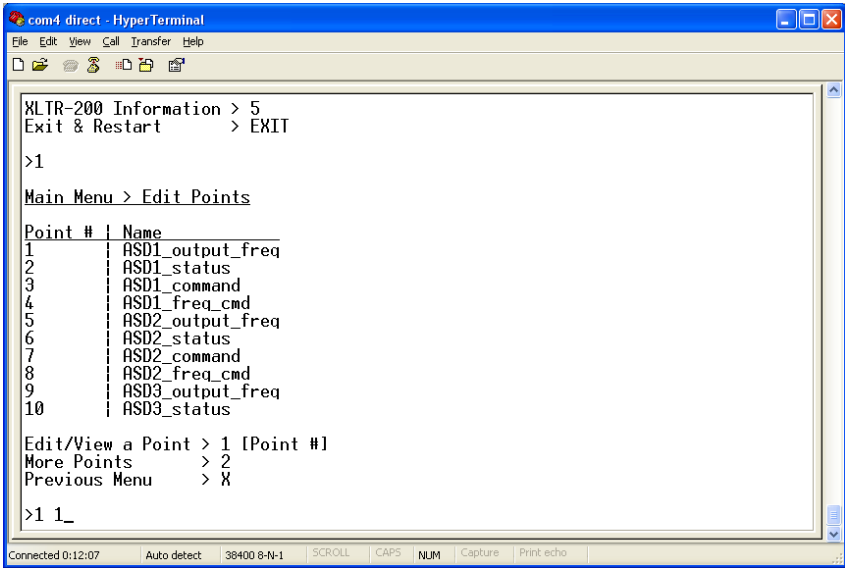 com4 direct - HyperTerminal
File Edit View Call Transfer Help
XLTR-200 Information > 5
Exit & Restart > EXIT
>1
Main Menu > Edit Points
Point # | Name
1 | ASD1_output_freq
2 | ASD1_status
3 | ASD1_command
4 | ASD1_freq_cmd
5 | ASD2_output_freq
6 | ASD2_status
7 | ASD2_command
8 | ASD2_freq_cmd
9 | ASD3_output_freq
10 | ASD3_status
Edit/View a Point > 1 [Point #]
More Points > 2
Previous Menu > X
>1 1_
Connected 0:12:07 Auto detect 38400 8-N-1 SCROLL CAPS NUM Capture Print echo